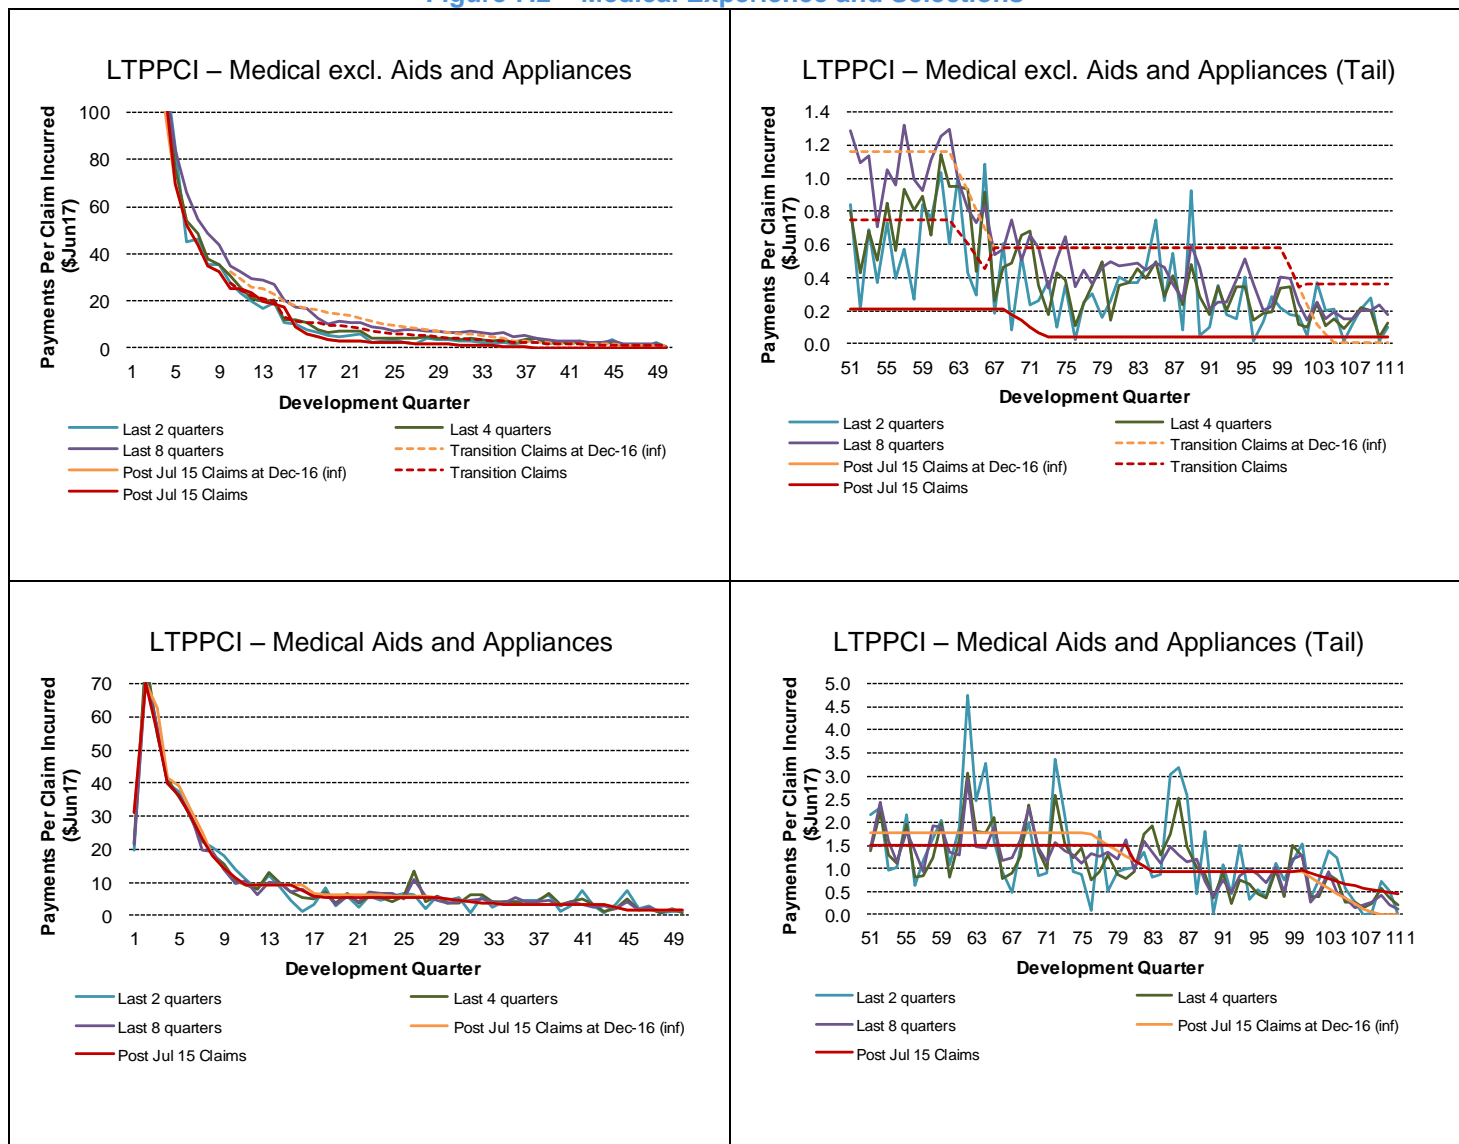 Figure 7.2 – Medical Experience and Selections
LTPPCI – Medical excl. Aids and Appliances
Payments Per Claim Incurred
($Jun17)
100
80
60
40
20
0
1 5 9 13 17 21 25 29 33 37 41 45 49
Development Quarter
Last 2 quarters
Last 4 quarters
Last 8 quarters
Transition Claims at Dec-16 (inf)
Post Jul 15 Claims at Dec-16 (inf)
Transition Claims
Post Jul 15 Claims
LTPPCI – Medical excl. Aids and Appliances (Tail)
Payments Per Claim Incurred
($Jun17)
1.4
1.2
1.0
0.8
0.6
0.4
0.2
0.0
51 55 59 63 67 71 75 79 83 87 91 95 99 103 107 111
Development Quarter
Last 2 quarters
Last 4 quarters
Last 8 quarters
Transition Claims at Dec-16 (inf)
Post Jul 15 Claims at Dec-16 (inf)
Transition Claims
Post Jul 15 Claims
LTPPCI – Medical Aids and Appliances
Payments Per Claim Incurred
($Jun17)
70
60
50
40
30
20
10
0
1 5 9 13 17 21 25 29 33 37 41 45 49
Development Quarter
Last 2 quarters
Last 4 quarters
Last 8 quarters
Post Jul 15 Claims at Dec-16 (inf)
Post Jul 15 Claims
LTPPCI – Medical Aids and Appliances (Tail)
Payments Per Claim Incurred
($Jun17)
5.0
4.5
4.0
3.5
3.0
2.5
2.0
1.5
1.0
0.5
0.0
51 55 59 63 67 71 75 79 83 87 91 95 99 103 107 111
Development Quarter
Last 2 quarters
Last 4 quarters
Last 8 quarters
Post Jul 15 Claims at Dec-16 (inf)
Post Jul 15 Claims